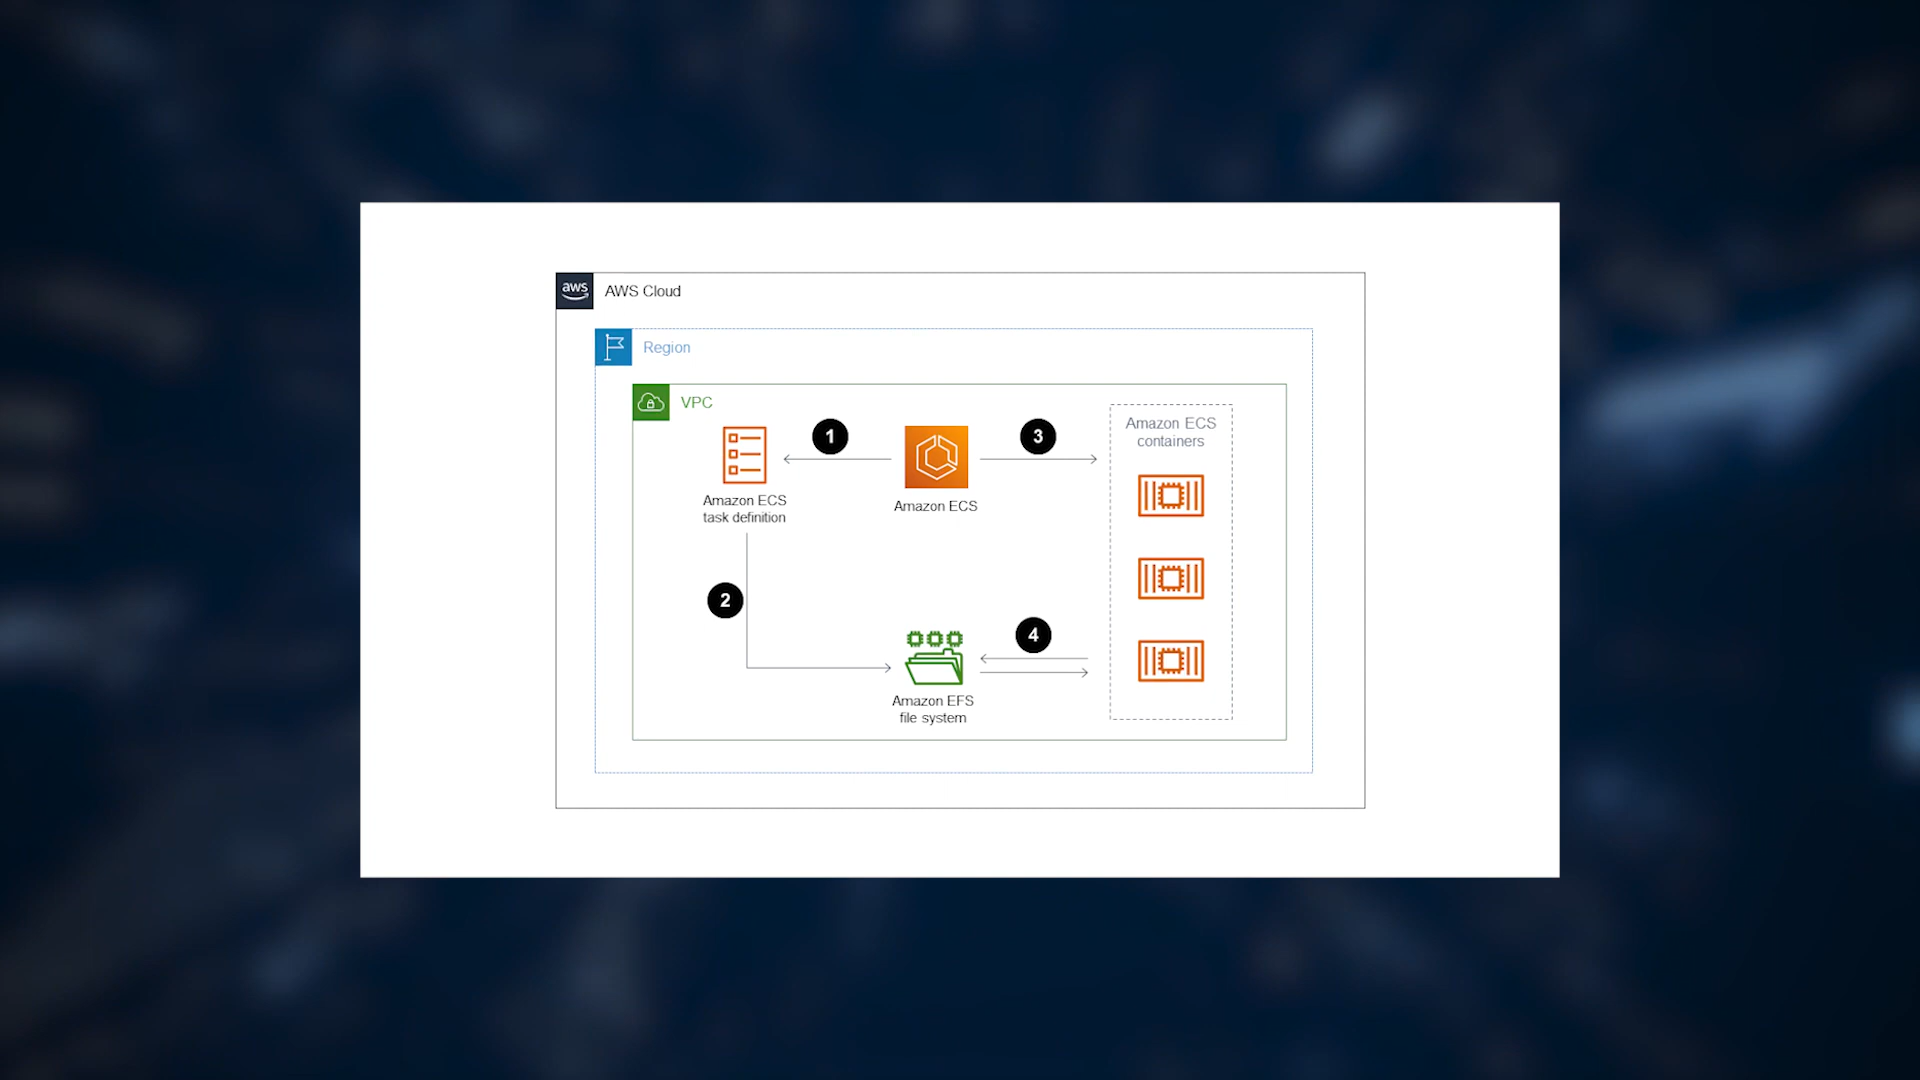 aws
AWS Cloud
Region
VPC
1
3
Amazon ECS
containers
Amazon ECS
task definition
Amazon ECS
2
4
Amazon EFS
file system